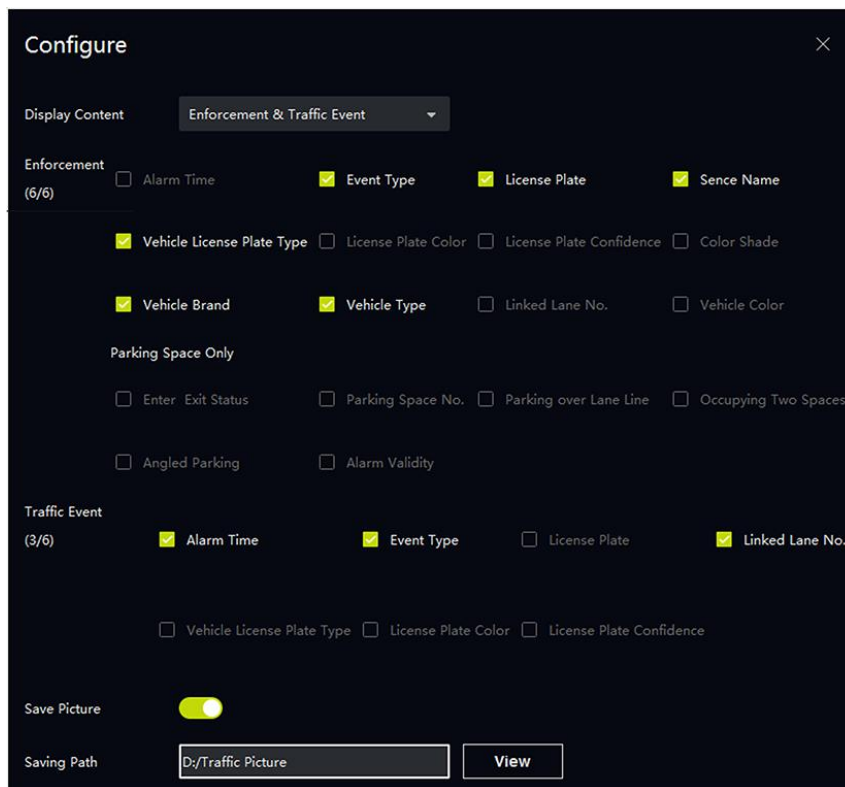 Configure
Display Content Enforcement & Traffic Event
Enforcement
(6/6)
Alarm Time Event Type License Plate Sence Name
Vehicle License Plate Type License Plate Color License Plate Confidence Color Shade
Vehicle Brand Vehicle Type Linked Lane No. Vehicle Color
Parking Space Only
Enter Exit Status Parking Space No. Parking over Lane Line Occupying Two Spaces
Angled Parking Alarm Validity
Traffic Event
(3/6)
Alarm Time Event Type License Plate Linked Lane No.
Vehicle License Plate Type License Plate Color License Plate Confidence
Save Picture
Saving Path D:/Traffic Picture View